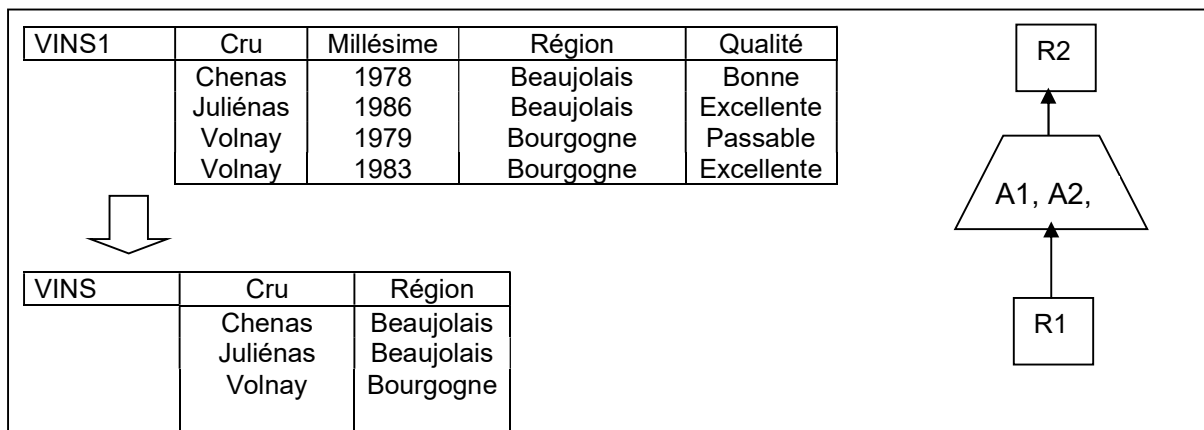 VINS1 Cru Millésime Région Qualité
Chenas 1978 Beaujolais Bonne
Juliénas 1986 Beaujolais Excellente
Volnay 1979 Bourgogne Passable
Volnay 1983 Bourgogne Excellente
VINS Cru Région
Chenas Beaujolais
Juliénas Beaujolais
Volnay Bourgogne
R2
A1, A2,
R1